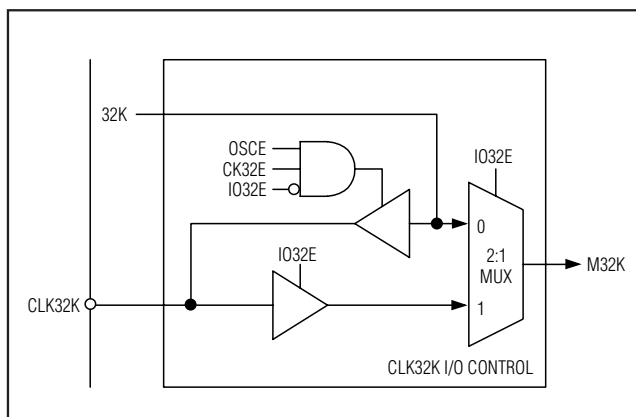 32K
OSCE
CK32E
IO32E
IO32E
0
2:1
MUX
M32K
IO32E
CLK32K
1
CLK32K I/O CONTROL